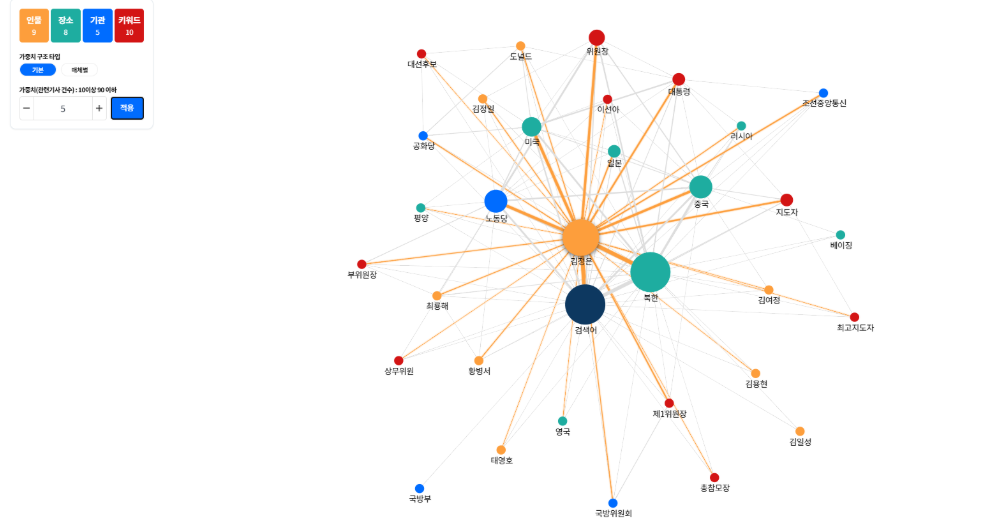 인물 장소 기관 키워드
9 8 5 10
가중치 구조 타입
기본 매체별
가중치(관련기사 건수) : 10이상 90 이하
5 적용
위원장
도널드
대선후보
대통령
조선중앙통신
김정일
이선아
러시아
미국
공화당
일본
중국
지도자
평양
노동당
베이징
김정은
부위원장
북한
김여정
최룡해
최고지도자
검색어
상무위원
황병서
김용현
제1위원장
영국
김일성
태영호
총참모장
국방부
국방위원회